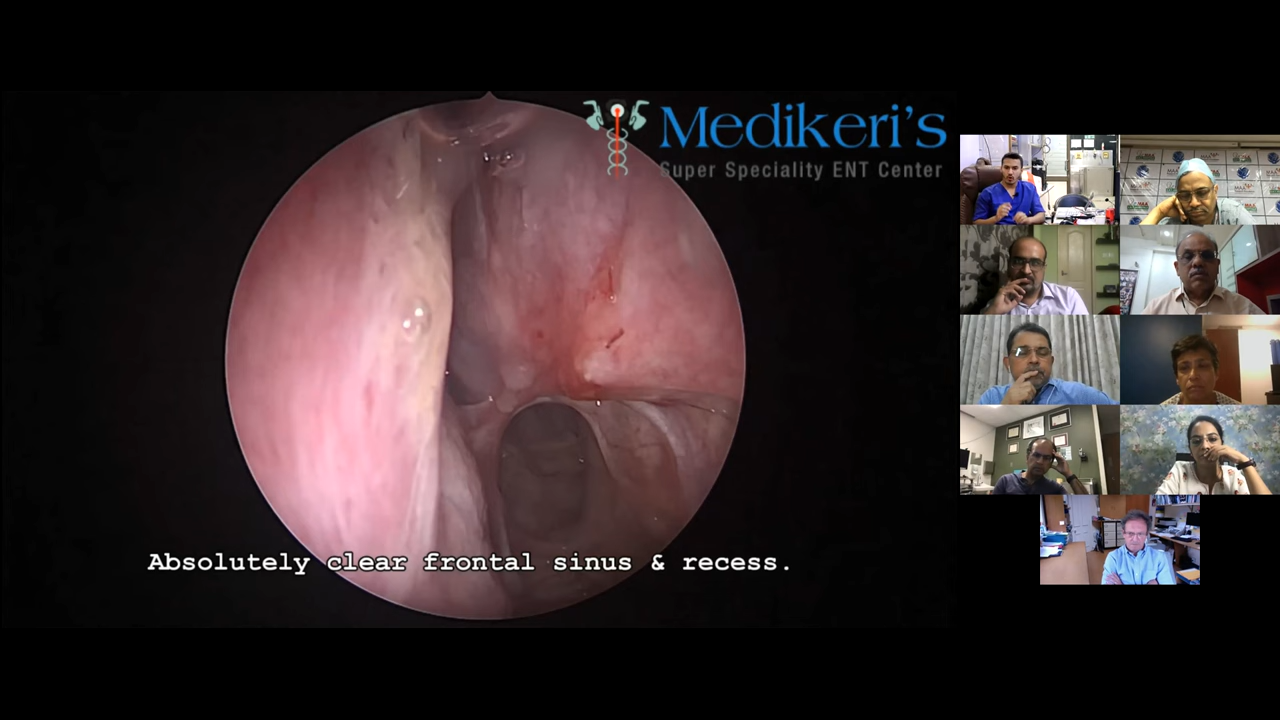 Medikeri's
Super Speciality ENT Center
Absolutely clear frontal sinus & recess.